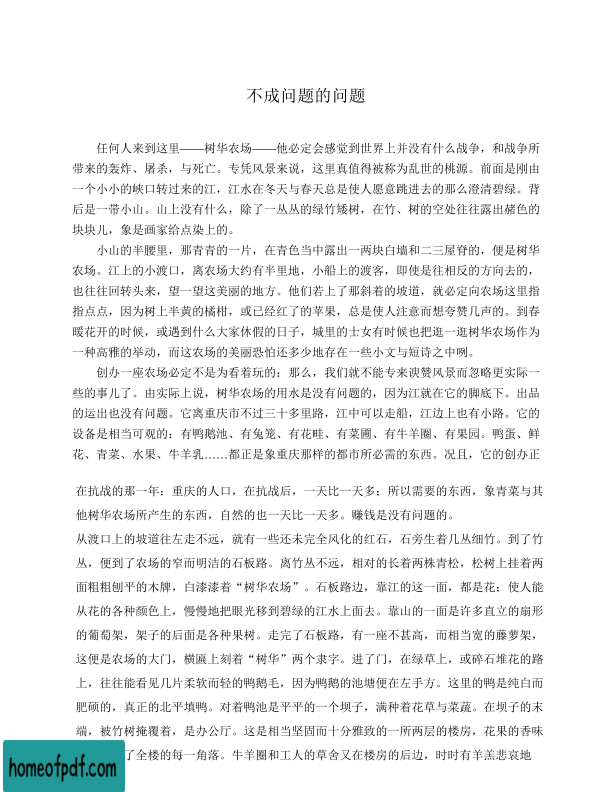 不成问题的问题
任何人来到这里——树华农场——他必定会感觉到世界上并没有什么战争，和战争所
带来的轰炸、屠杀，与死亡。专凭风景来说，这里真值得被称为乱世的桃源。前面是刚由
一个小小的峡口转过来的江，江水在冬天与春天总是使人愿意跳进去的那么澄清碧绿。背
后是一带小山。山上没有什么，除了一丛丛的绿竹矮树，在竹、树的空处往往露出赭色的
块块儿，象是画家给点染上的。
小山的半腰里，那青青的一片，在青色当中露出一两块白墙和二三屋脊的，便是树华
农场。江上的小渡口，离农场大约有半里地，小船上的渡客，即使是往相反的方向去的，
也往往回转头来，望一望这美丽的地方。他们若上了那斜着的坡道，就必定向农场这里指
指点点，因为树上半黄的橘柑，或已经红了的苹果，总是使人注意而想夸赞几声的。到春
暖花开的时候，或遇到什么大家休假的日子，城里的士女有时候也把逛一逛树华农场作为
一种高雅的举动，而这农场的美丽恐怕还多少地存在一些小文与短诗之中咧。
创办一座农场必定不是为看着玩的：那么，我们就不能专来谀赞风景而忽略更实际一
些的事儿了。由实际上说，树华农场的用水是没有问题的，因为江就在它的脚底下。出品
的运出也没有问题。它离重庆市不过三十多里路，江中可以走船，江边上也有小路。它的
设备是相当可观的：有鸭鹅池、有兔笼、有花畦、有菜圃、有牛羊圈、有果园。鸭蛋、鲜
花、青菜、水果、牛羊乳……都正是象重庆那样的都市所必需的东西。况且，它的创办正
在抗战的那一年：重庆的人口，在抗战后，一天比一天多；所以需要的东西，象青菜与其
他树华农场所产生的东西，自然的也一天比一天多。赚钱是没有问题的。
从渡口上的坡道往左走不远，就有一些还未完全风化的红石，石旁生着几丛细竹。到了竹
丛，便到了农场的窄而明洁的石板路。离竹丛不远，相对的长着两株青松，松树上挂着两
面粗粗刨平的木牌，白漆漆着“树华农场”。石板路边，靠江的这一面，都是花；使人能
从花的各种颜色上，慢慢地把眼光移到碧绿的江水上面去。靠山的一面是许多直立的扇形
的葡萄架，架子的后面是各种果树。走完了石板路，有一座不甚高，而相当宽的藤萝架，
这便是农场的大门，横匾上刻着“树华”两个隶字。进了门，在绿草上，或碎石堆花的路
上，往往能看见几片柔软而轻的鸭鹅毛，因为鸭鹅的池塘便在左手方。这里的鸭是纯白而
肥硕的，真正的北平填鸭。对着鸭池是平平的一个坝子，满种着花草与菜蔬。在坝子的末
端，被竹树掩覆着，是办公厅。这是相当坚固而十分雅致的一所两层的楼房，花果的香味
了全楼的每一角落。牛羊圈和工人的草舍又在楼房的后边，时时有羊羔悲哀地
homeofpdf.com